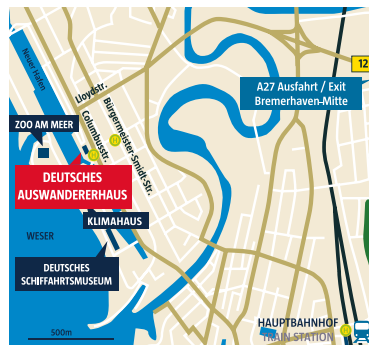 Neuer Hafen
Lloydstr.
12
A27 Ausfahrt / Exit
Bremerhaven-Mitte
Columbusstr.
Bürgermeister-Smidt-Str.
ZOO AM MEER
H
H
DEUTSCHES
AUSWANDERERHAUS
KLIMAHAUS
WESER
DEUTSCHES
SCHIFFAHRTSMUSEUM
HAUPTBAHNHOF
TRAIN STATION
H
500m